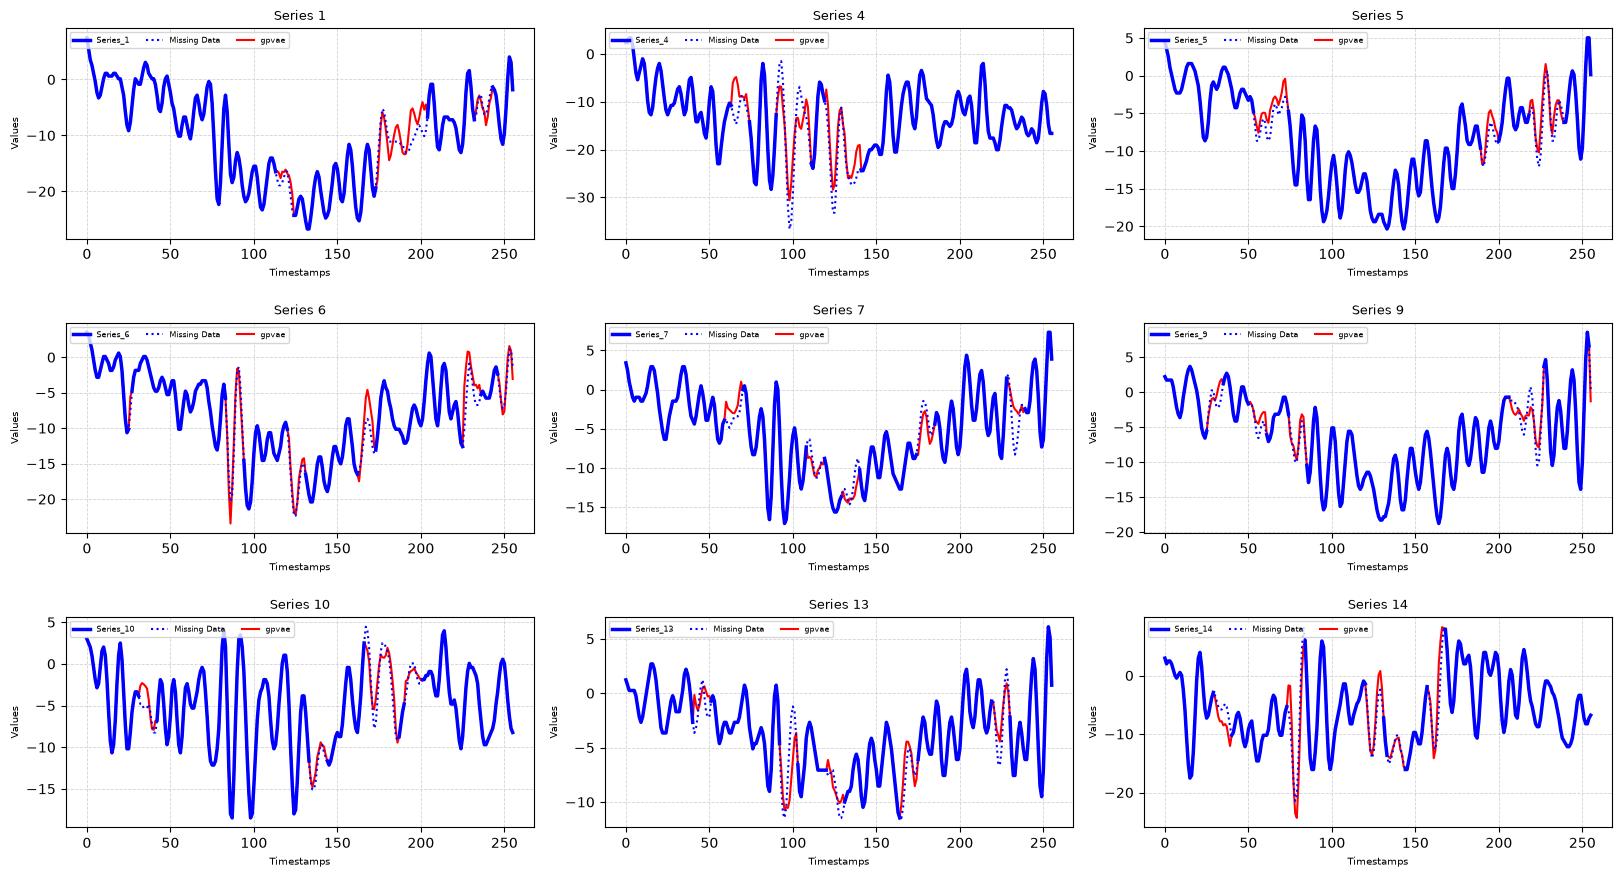 Series 1
Series_1 Missing Data gpvae
0
−10
−20
Values
0 50 100 150 200 250
Timestamps
Series 4
Series_4 Missing Data gpvae
0
−10
−20
−30
Values
0 50 100 150 200 250
Timestamps
Series 5
Series_5 Missing Data gpvae
5
0
−5
−10
−15
−20
Values
0 50 100 150 200 250
Timestamps
Series 6
Series_6 Missing Data gpvae
0
−5
−10
−15
−20
Values
0 50 100 150 200 250
Timestamps
Series 7
Series_7 Missing Data gpvae
5
0
−5
−10
−15
Values
0 50 100 150 200 250
Timestamps
Series 9
Series_9 Missing Data gpvae
5
0
−5
−10
−15
−20
Values
0 50 100 150 200 250
Timestamps
Series 10
Series_10 Missing Data gpvae
5
0
−5
−10
−15
Values
0 50 100 150 200 250
Timestamps
Series 13
Series_13 Missing Data gpvae
5
0
−5
−10
Values
0 50 100 150 200 250
Timestamps
Series 14
Series_14 Missing Data gpvae
0
−10
−20
Values
0 50 100 150 200 250
Timestamps